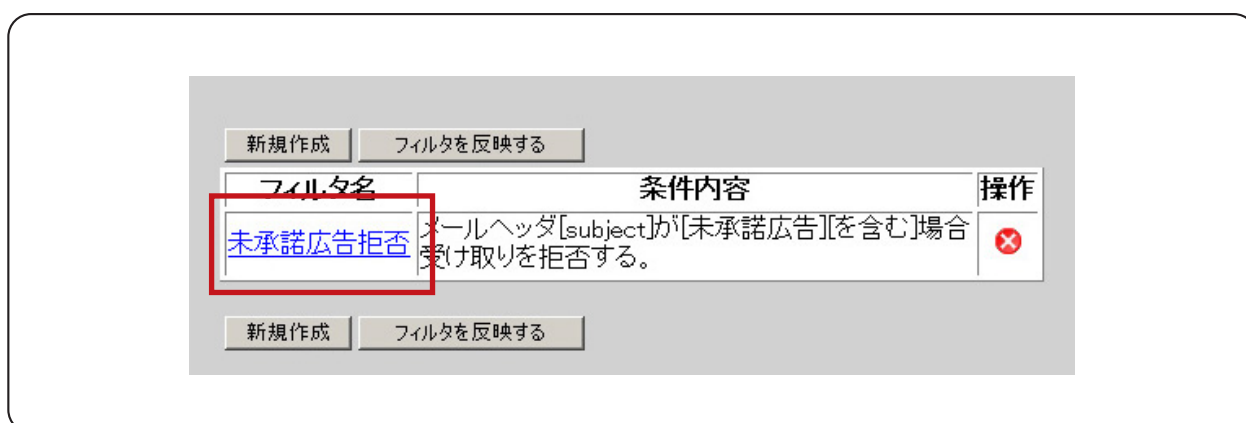 新規作成 フィルタを反映する
フィルタ名 条件内容 操作
未承諾広告拒否 メールヘッダ[subject]が[未承諾広告][を含む]場合
受け取りを拒否する。
新規作成 フィルタを反映する